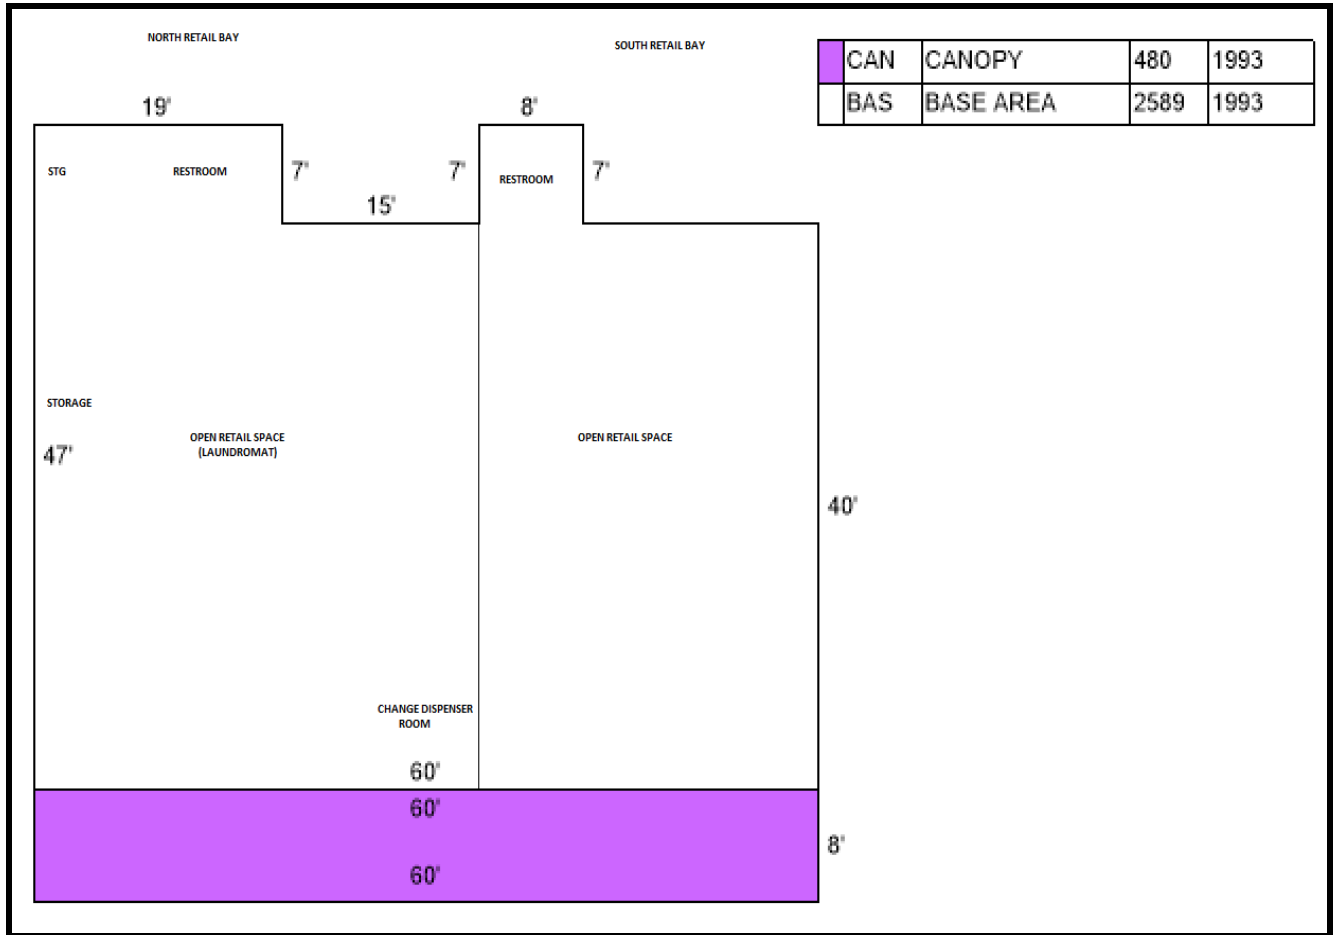 NORTH RETAIL BAY
SOUTH RETAIL BAY
CAN CANOPY 480 1993
BAS BASE AREA 2589 1993
19'
8'
STG
RESTROOM
7'
7'
RESTROOM
7'
15'
STORAGE
47'
OPEN RETAIL SPACE
(LAUNDROMAT)
OPEN RETAIL SPACE
40'
CHANGE DISPENSER
ROOM
60'
60'
8'
60'